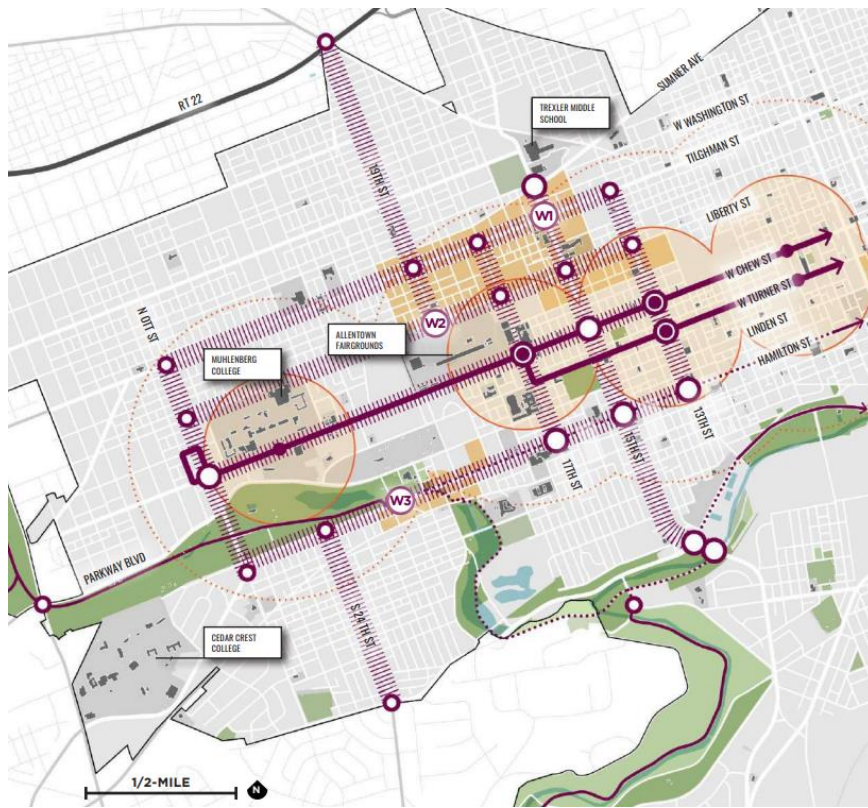 RT 22
SUMNER AVE
TREXLER MIDDLE
SCHOOL
W WASHINGTON ST
TILGHMAN ST
19TH ST
W1
LIBERTY ST
W CHEW ST
W TURNER ST
N OTT ST
W2
ALLENTOWN
FAIRGROUNDS
LINDEN ST
HAMILTON ST
MUHLENBERG
COLLEGE
13TH ST
15TH ST
17TH ST
W3
PARKWAY BLVD
S 24 TH ST
CEDAR CREST
COLLEGE
1/2-MILE
N